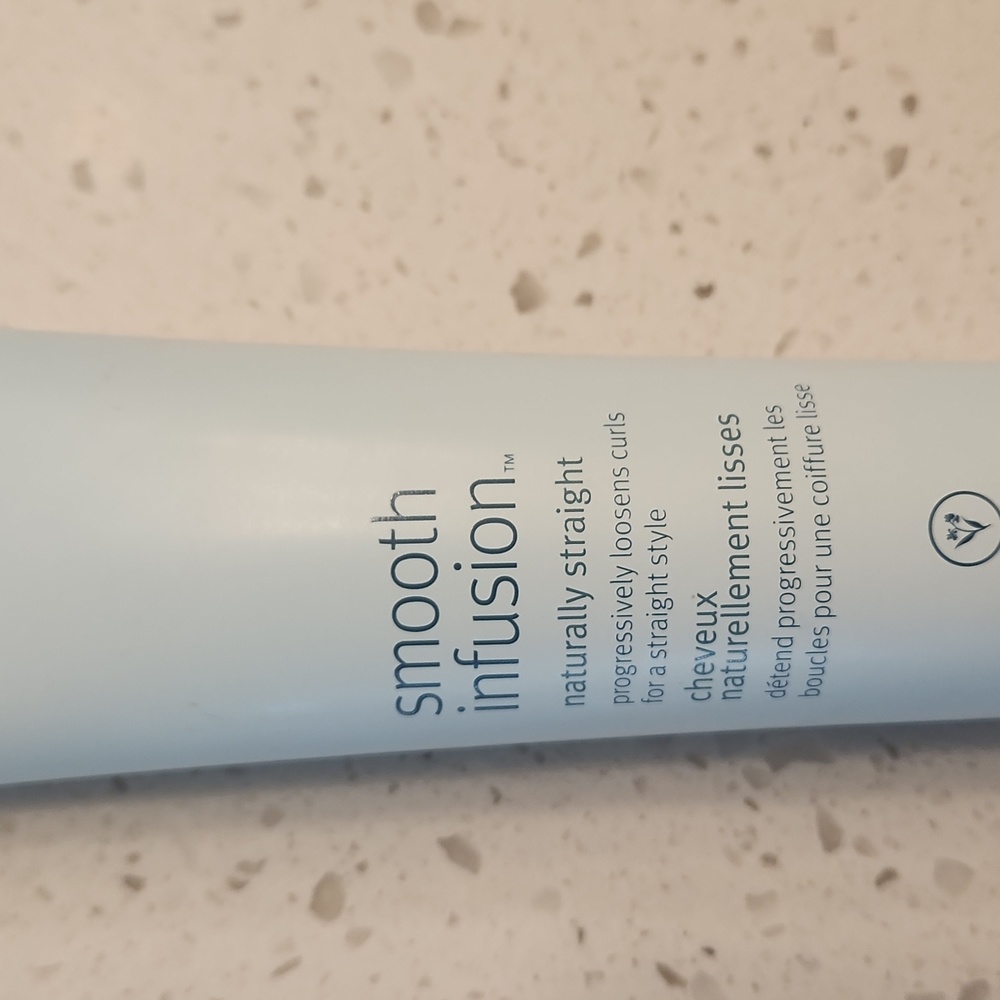 smooth
infusion™
naturally straight
progressively loosens curls
for a straight style
cheveux
naturellement lisses
détend progressivement les
boucles pour une coiffure lisse